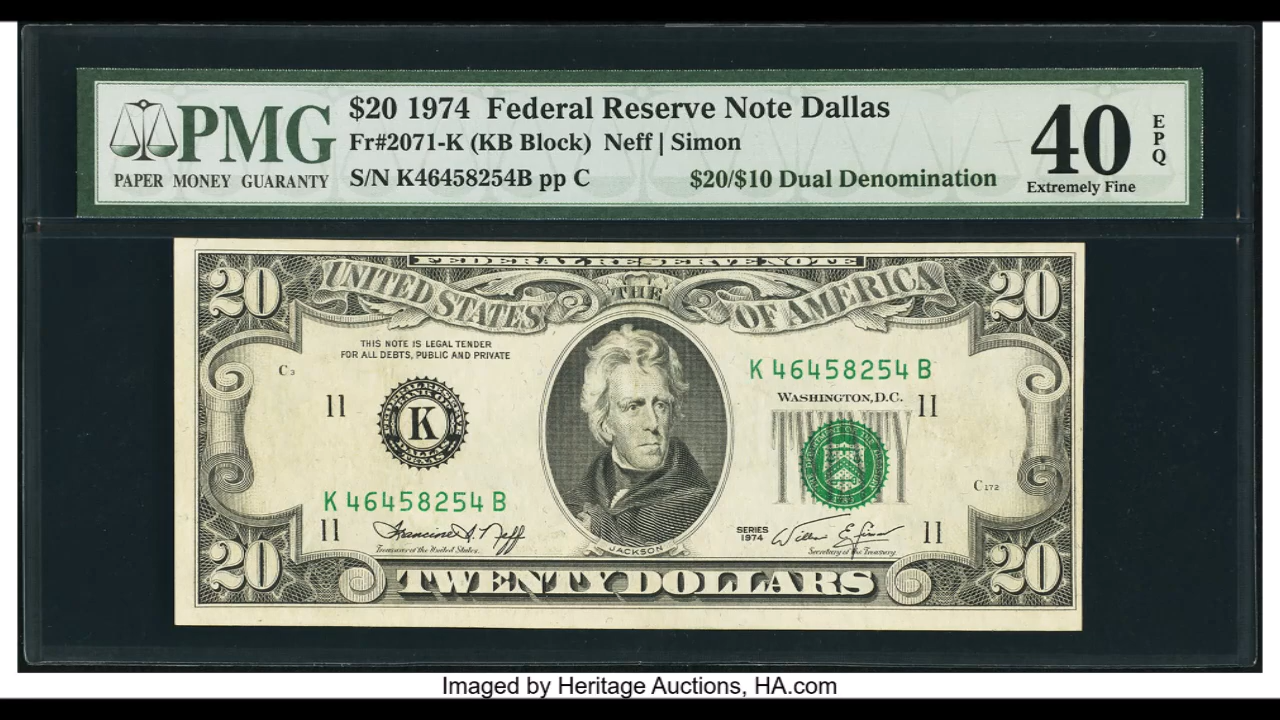 PMG
PAPER MONEY GUARANTY
$20 1974 Federal Reserve Note Dallas
Fr#2071-K (KB Block) Neff | Simon
S/N K46458254B pp C
$20/$10 Dual Denomination
40
Extremely Fine
EPQ
FEDERAL RESERVE NOTE
20
UNITED STATES
THE
OF AMERICA
20
THIS NOTE IS LEGAL TENDER
FOR ALL DEBTS, PUBLIC AND PRIVATE
C3
K 46458254 B
WASHINGTON, D.C.
11
K
11
C172
K 46458254 B
11
Francine I. Neff
Treasurer of the United States.
JACKSON
SERIES
1974
William E. Simon
Secretary of the Treasury
11
20
TWENTY DOLLARS
20
Imaged by Heritage Auctions, HA.com